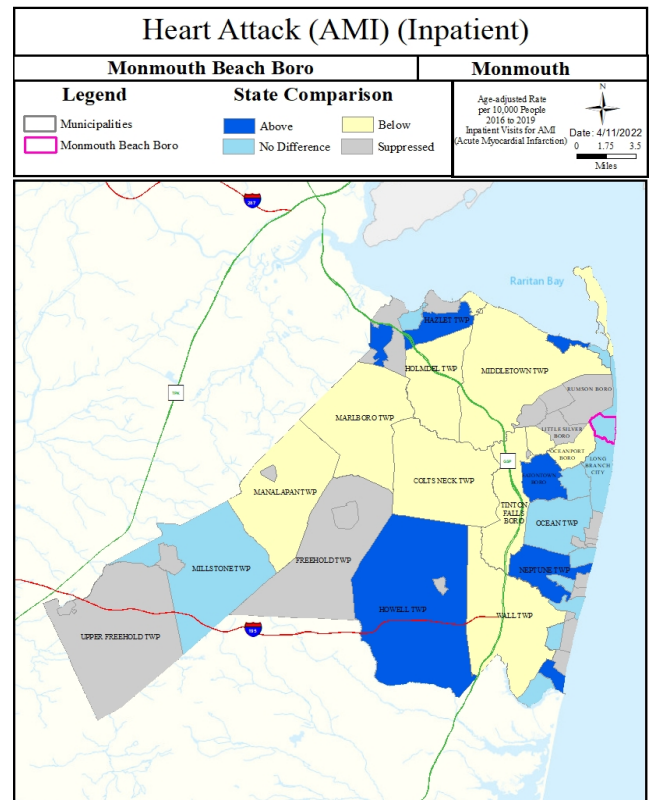 Heart Attack (AMI) (Inpatient)
Monmouth Beach Boro
Monmouth
Legend
State Comparison
Municipalities
Monmouth Beach Boro
Above
Below
No Difference
Suppressed
Age-adjusted Rate
per 10,000 People
2016 to 2019
Inpatient Visits for AMI
(Acute Myocardial Infarction)
N
Date: 4/11/2022
0 1.75 3.5
Miles
287
Raritan Bay
HAZLET TWP
HOLMDEL TWP
MIDDLETOWN TWP
RUMSON BORO
TPK
MARLBORO TWP
LITTLE SILVER
BORO
OCEANPORT
BORO
LONG
BRANCH
CITY
GSP
COLTS NECK TWP
MANALAPAN TWP
TINTON
FALLS
BORO
OCEAN TWP
FREEHOLD TWP
MILLSTONE TWP
NEPTUNE TWP
HOWELL TWP
WALL TWP
195
UPPER FREEHOLD TWP